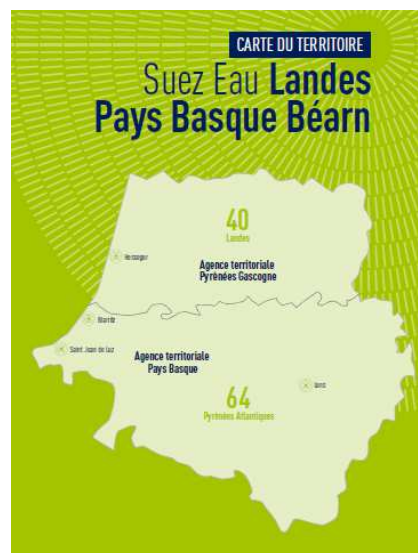 CARTE DU TERRITOIRE
Suez Eau Landes
Pays Basque Béarn
40
Landes
Hossegor
Agence territoriale
Pyrénées Gascogne
Biarritz
Saint Jean de Luz
Agence territoriale
Pays Basque
64
Pyrénées Atlantiques